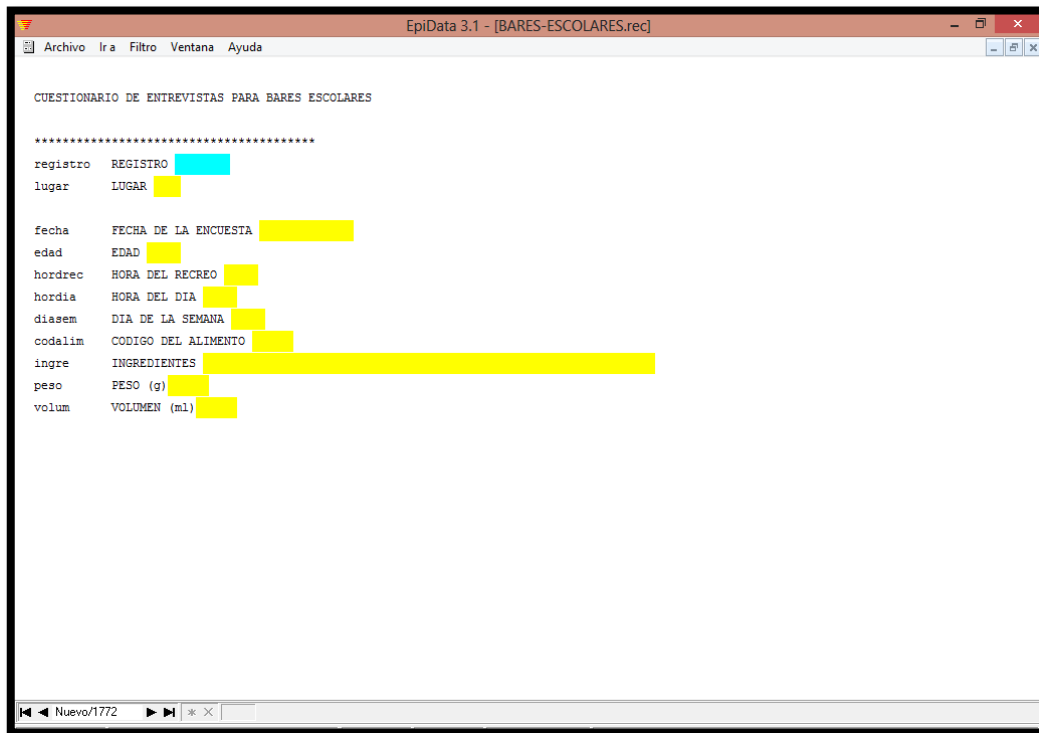 EpiData 3.1 - [BARES-ESCOLARES.rec]
Archivo Ir a Filtro Ventana Ayuda
CUESTIONARIO DE ENTREVISTAS PARA BARES ESCOLARES
****************************************
registro REGISTRO
lugar LUGAR
fecha FECHA DE LA ENCUESTA
edad EDAD
hordrec HORA DEL RECREO
hordia HORA DEL DIA
diasem DIA DE LA SEMANA
codalim CODIGO DEL ALIMENTO
ingre INGREDIENTES
peso PESO (g)
volum VOLUMEN (ml)
Nuevo/1772